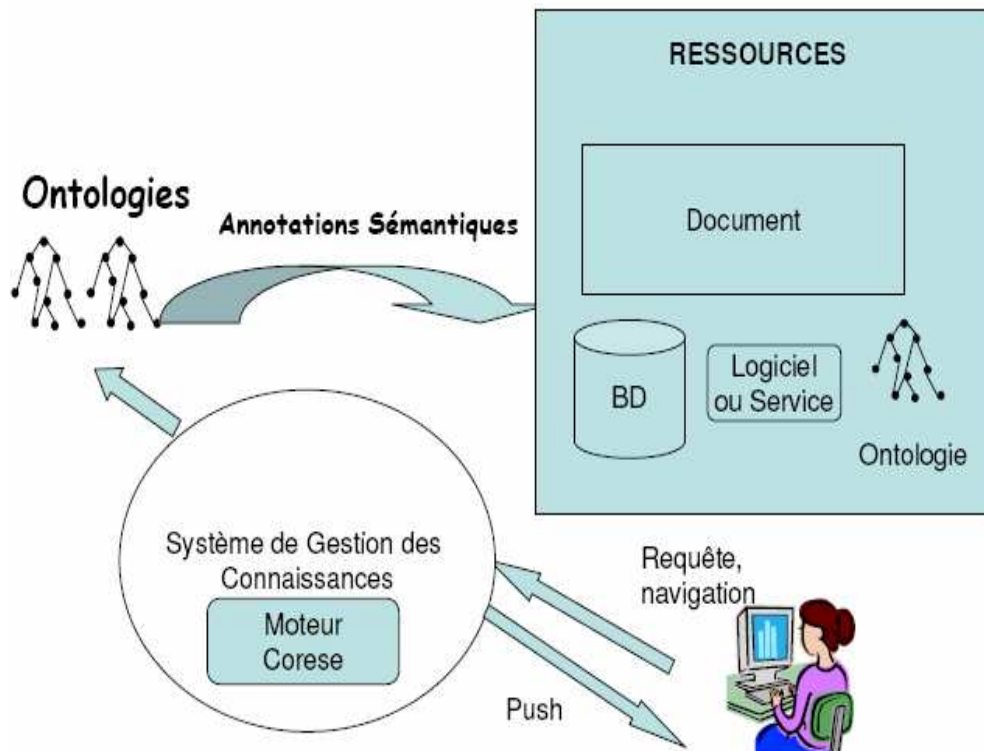 RESSOURCES
Document
BD
Logiciel
ou Service
Ontologie
Ontologies
Annotations Sémantiques
Système de Gestion des
Connaissances
Moteur
Corese
Requête,
navigation
Push